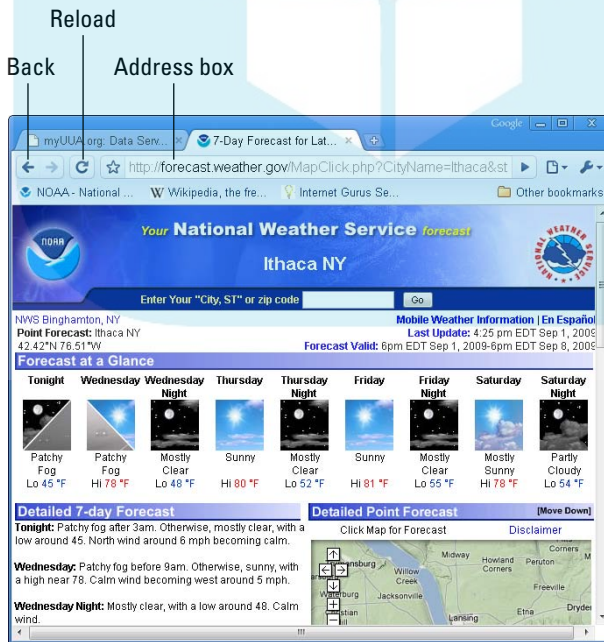 Reload
Back Address box
Google
myUUA.org: Data Serv... 7-Day Forecast for Lat...
http://forecast.weather.gov/MapClick.php?CityName=Ithaca&st
NOAA - National ... Wikipedia, the fre... Internet Gurus Se... Other bookmarks
NOAA
Your National Weather Service forecast
NATIONAL WEATHER SERVICE
Ithaca NY
Enter Your "City, ST" or zip code Go
NWS Binghamton, NY Mobile Weather Information | En Español
Point Forecast: Ithaca NY Last Update: 4:25 pm EDT Sep 1, 2009
42.42°N 76.51°W Forecast Valid: 6pm EDT Sep 1, 2009-6pm EDT Sep 8, 2009
Forecast at a Glance
Tonight Wednesday Wednesday Night Thursday Thursday Night Friday Friday Night Saturday Saturday Night
Patchy Fog Patchy Fog Mostly Clear Sunny Mostly Clear Sunny Mostly Clear Mostly Sunny Partly Cloudy
Lo 45 °F Hi 78 °F Lo 48 °F Hi 80 °F Lo 52 °F Hi 81 °F Lo 55 °F Hi 78 °F Lo 54 °F
Detailed 7-day Forecast Detailed Point Forecast [Move Down]
Tonight: Patchy fog after 3am. Otherwise, mostly clear, with a
low around 45. North wind around 6 mph becoming calm.
Click Map for Forecast Disclaimer
Wednesday: Patchy fog before 9am. Otherwise, sunny, with
a high near 78. Calm wind becoming west around 5 mph.
Wednesday Night: Mostly clear, with a low around 48. Calm
wind.
Corners
Midway Howland Corners Peruton
Willow Creek
Freeville
Jacksonville
Etna Dryde
Lansing